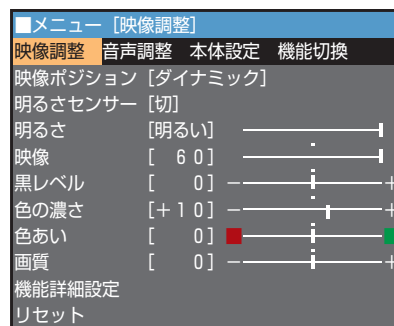 ■メニュー [映像調整]
映像調整 音声調整 本体設定 機能切換
映像ポジション [ダイナミック]
明るさセンサー [切]
明るさ [明るい]
映像 [ 60]
黒レベル [ 0] － ＋
色の濃さ [＋10] － ＋
色あい [ 0]
画質 [ 0] － ＋
機能詳細設定
リセット